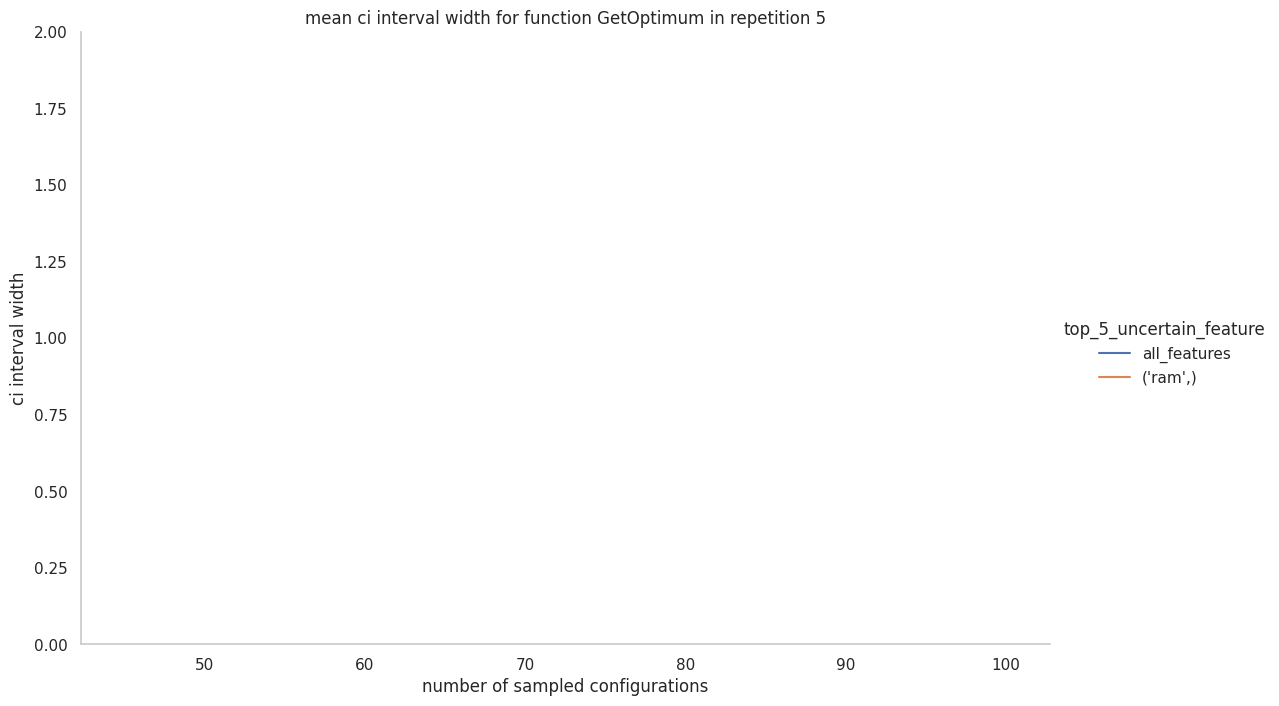 mean ci interval width for function GetOptimum in repetition 5
2.00
1.75
1.50
1.25
1.00
0.75
0.50
0.25
0.00
ci interval width
50 60 70 80 90 100
number of sampled configurations
top_5_uncertain_feature
all_features
('ram',)